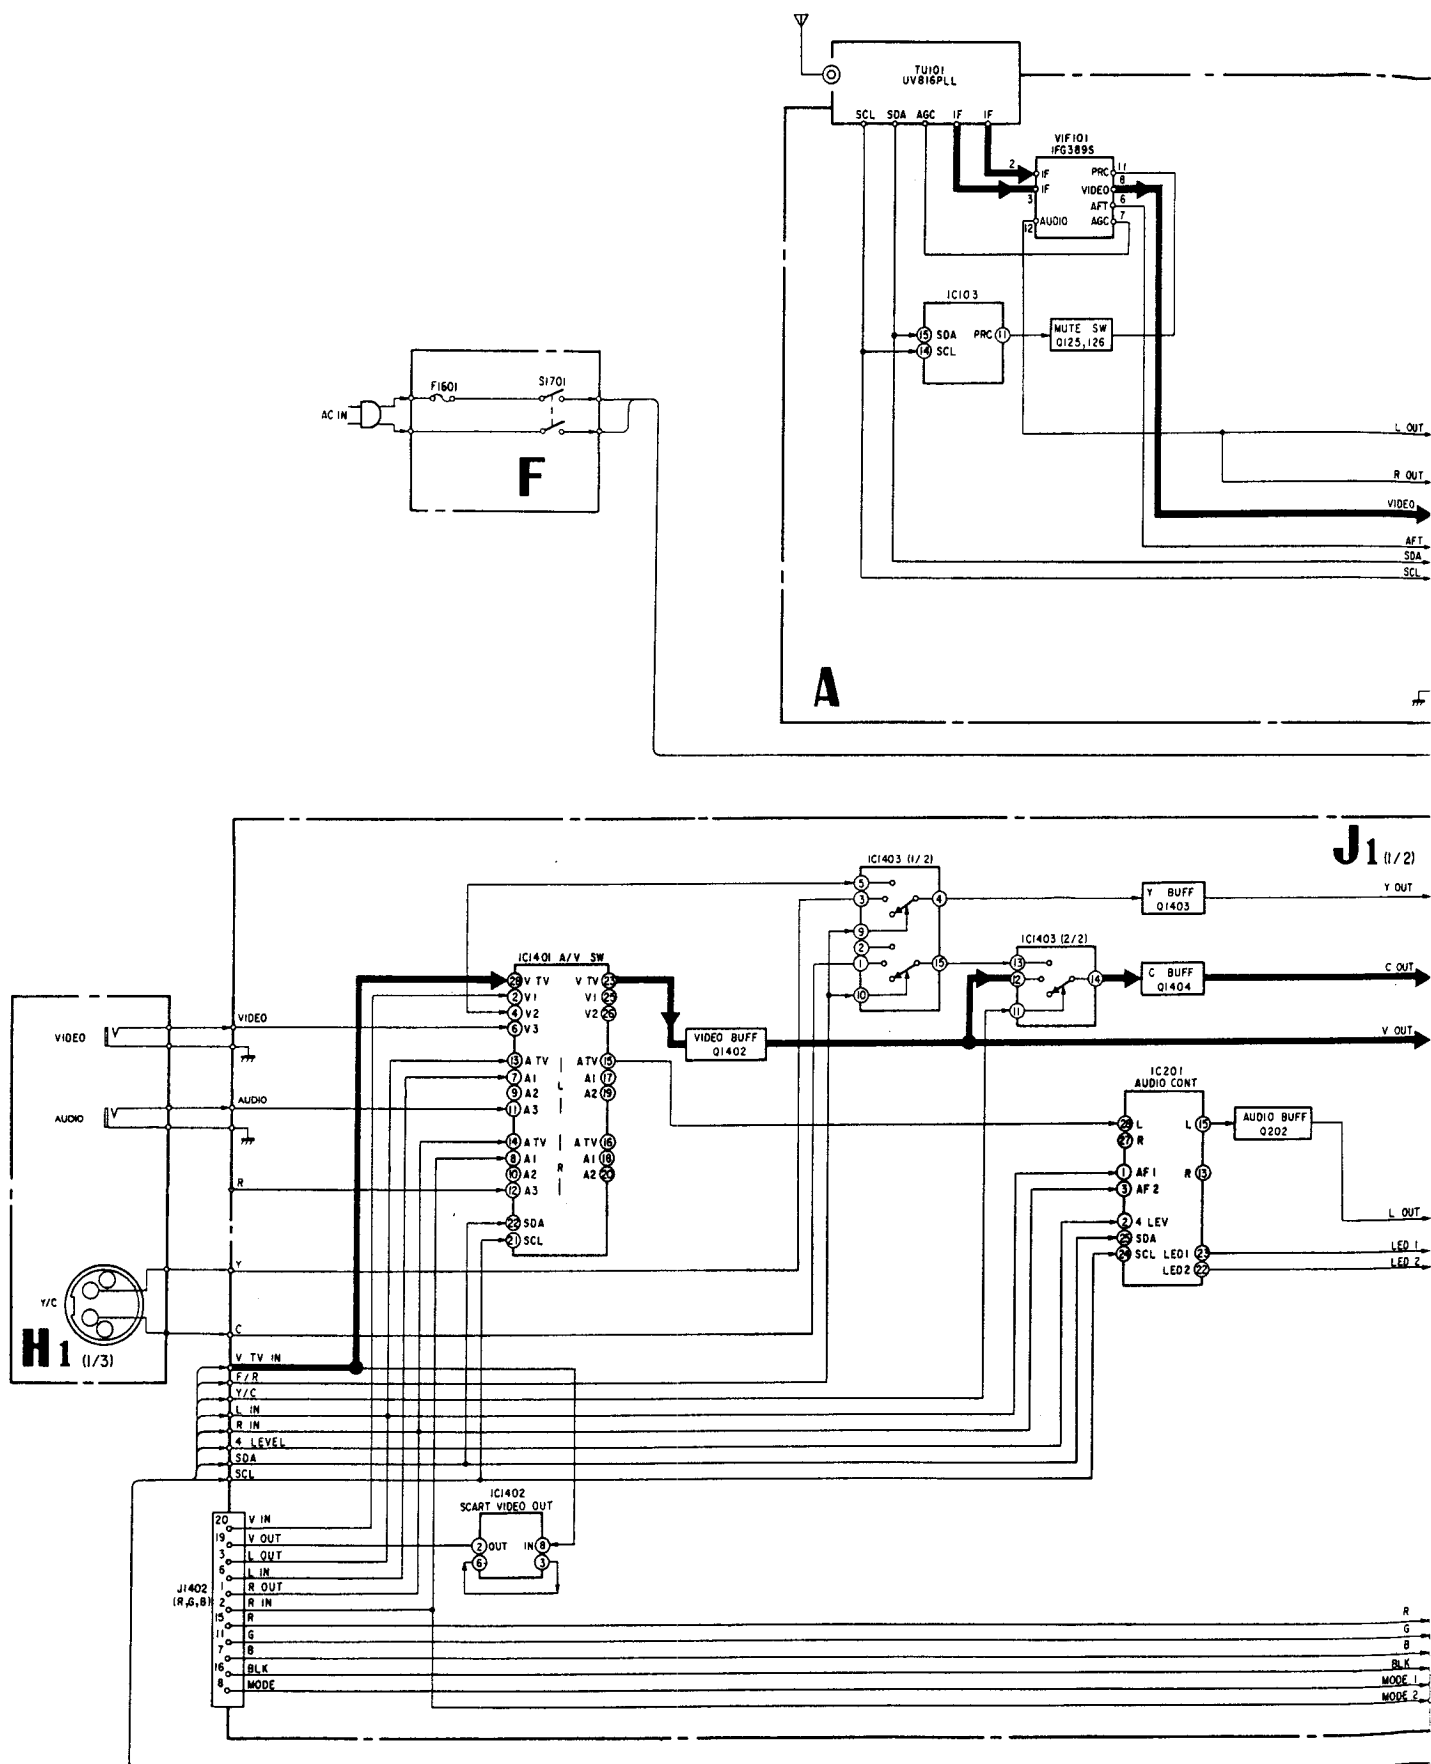 TU101
UV816PLL
SCL SDA AGC IF IF
VIF101
IFG389S
2 IF PRC 11
3 IF VIDEO 8
AFT 6
12 AUDIO AGC 7
IC103
15 SDA PRC 11
14 SCL
MUTE SW
Q125,126
F1601 S1701
AC IN
F
L OUT
R OUT
VIDEO
AFT
SDA
SCL
A
J1 (1/2)
IC1403 (1/2)
5
3 4
9
2
1 15
10
Y BUFF
Q1403
Y OUT
IC1403 (2/2)
13
12 14
11
C BUFF
Q1404
C OUT
V OUT
IC1401 A/V SW
28 V TV V TV 23
2 V1 V1 25
4 V2 V2 26
6 V3
13 A TV A TV 15
7 A1 L A1 17
9 A2 A2 19
11 A3
14 A TV A TV 16
8 A1 A1 18
10 A2 R A2 20
12 A3
22 SDA
21 SCL
VIDEO BUFF
Q1402
IC201
AUDIO CONT
28 L L 15
27 R
1 AF1 R 13
3 AF2
2 4 LEV
25 SDA
24 SCL LED1 23
LED2 22
AUDIO BUFF
Q202
L OUT
LED 1
LED 2
VIDEO V
VIDEO
AUDIO V
AUDIO
R
Y
Y/C
C
H1 (1/3)
V TV IN
F/R
Y/C
L IN
R IN
4 LEVEL
SDA
SCL
IC1402
SCART VIDEO OUT
2 OUT IN 8
6 3
J1402
(R,G,B)
20 V IN
19 V OUT
3 L OUT
6 L IN
1 R OUT
2 R IN
15 R
11 G
7 B
16 BLK
8 MODE
R
G
B
BLK
MODE 1
MODE 2